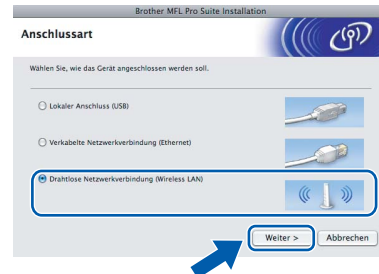 Brother MFL Pro Suite Installation
Anschlussart
Wählen Sie, wie das Gerät angeschlossen werden soll.
Lokaler Anschluss (USB)
Verkabelte Netzwerkverbindung (Ethernet)
Drahtlose Netzwerkverbindung (Wireless LAN)
Weiter >
Abbrechen